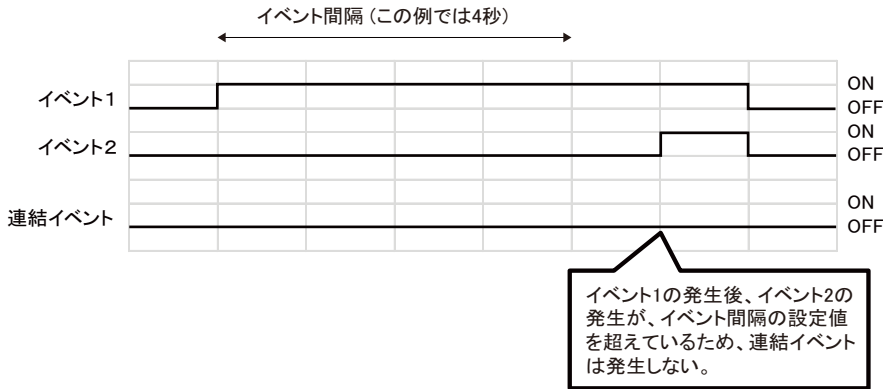 イベント間隔（この例では4秒）
イベント1
ON
OFF
イベント2
ON
OFF
連結イベント
ON
OFF
イベント1の発生後、イベント2の
発生が、イベント間隔の設定値
を超えているため、連結イベント
は発生しない。